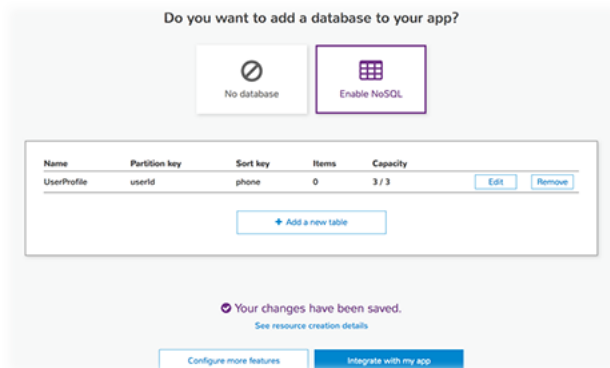 Do you want to add a database to your app?
No database
Enable NoSQL
Name Partition key Sort key Items Capacity
UserProfile userId phone 0 3 / 3 Edit Remove
+ Add a new table
Your changes have been saved.
See resource creation details
Configure more features Integrate with my app